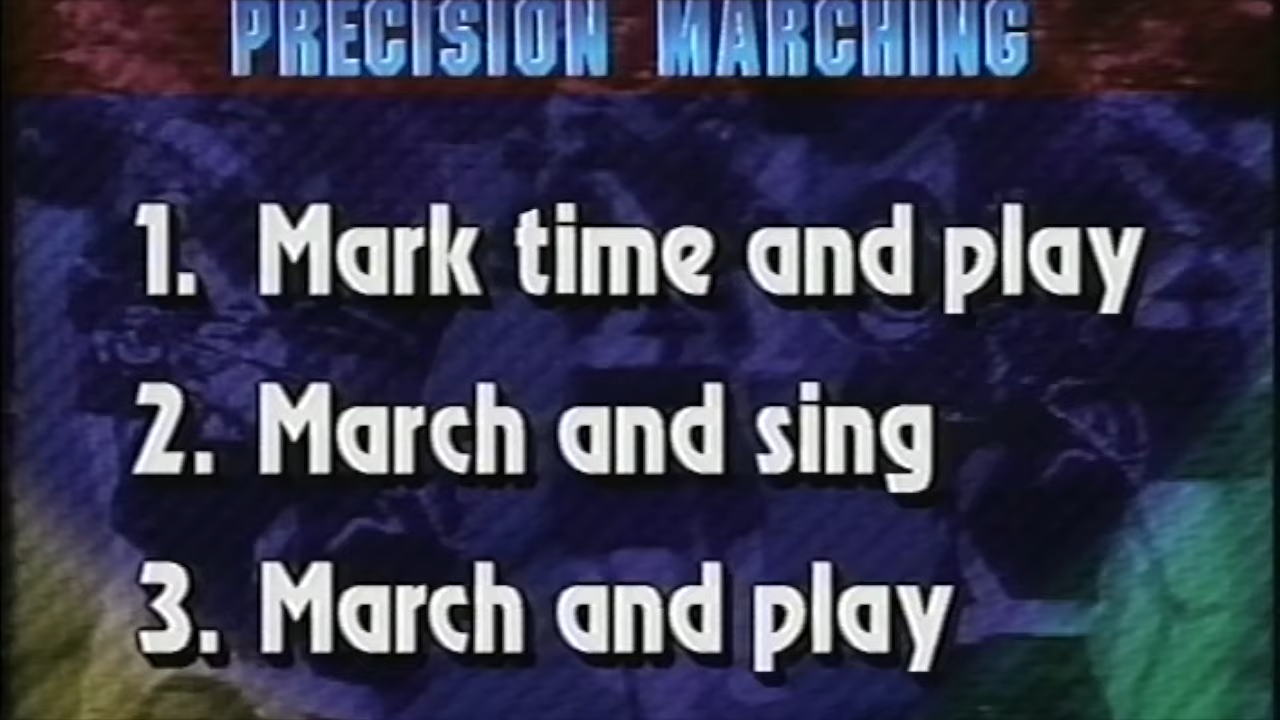 PRECISION MARCHING
1. Mark time and play
2. March and sing
3. March and play